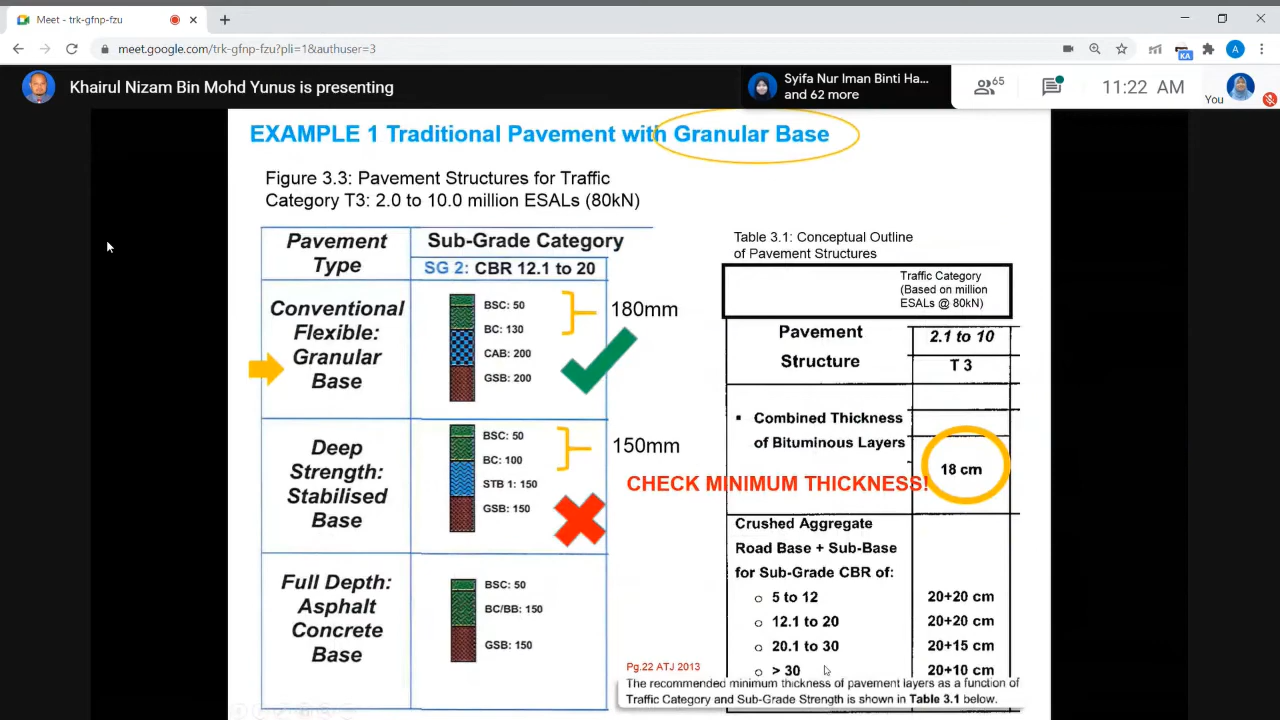 Meet - trk-gfnp-fzu
meet.google.com/trk-gfnp-fzu?pli=1&authuser=3
KA
A
Khairul Nizam Bin Mohd Yunus is presenting
Syifa Nur Iman Binti Ha...
and 62 more
65
11:22 AM
You
EXAMPLE 1 Traditional Pavement with Granular Base
Figure 3.3: Pavement Structures for Traffic
Category T3: 2.0 to 10.0 million ESALs (80kN)
Pavement
Type
Sub-Grade Category
SG 2: CBR 12.1 to 20
Conventional
Flexible:
Granular
Base
BSC: 50
BC: 130
CAB: 200
GSB: 200
180mm
Deep
Strength:
Stabilised
Base
BSC: 50
BC: 100
STB 1: 150
GSB: 150
150mm
Full Depth:
Asphalt
Concrete
Base
BSC: 50
BC/BB: 150
GSB: 150
Table 3.1: Conceptual Outline
of Pavement Structures
Traffic Category
(Based on million
ESALs @ 80kN)
Pavement
Structure
2.1 to 10
T 3
▪ Combined Thickness
of Bituminous Layers
18 cm
CHECK MINIMUM THICKNESS!
Crushed Aggregate
Road Base + Sub-Base
for Sub-Grade CBR of:
o 5 to 12 20+20 cm
o 12.1 to 20 20+20 cm
o 20.1 to 30 20+15 cm
o > 30 20+10 cm
Pg.22 ATJ 2013
The recommended minimum thickness of pavement layers as a function of
Traffic Category and Sub-Grade Strength is shown in Table 3.1 below.